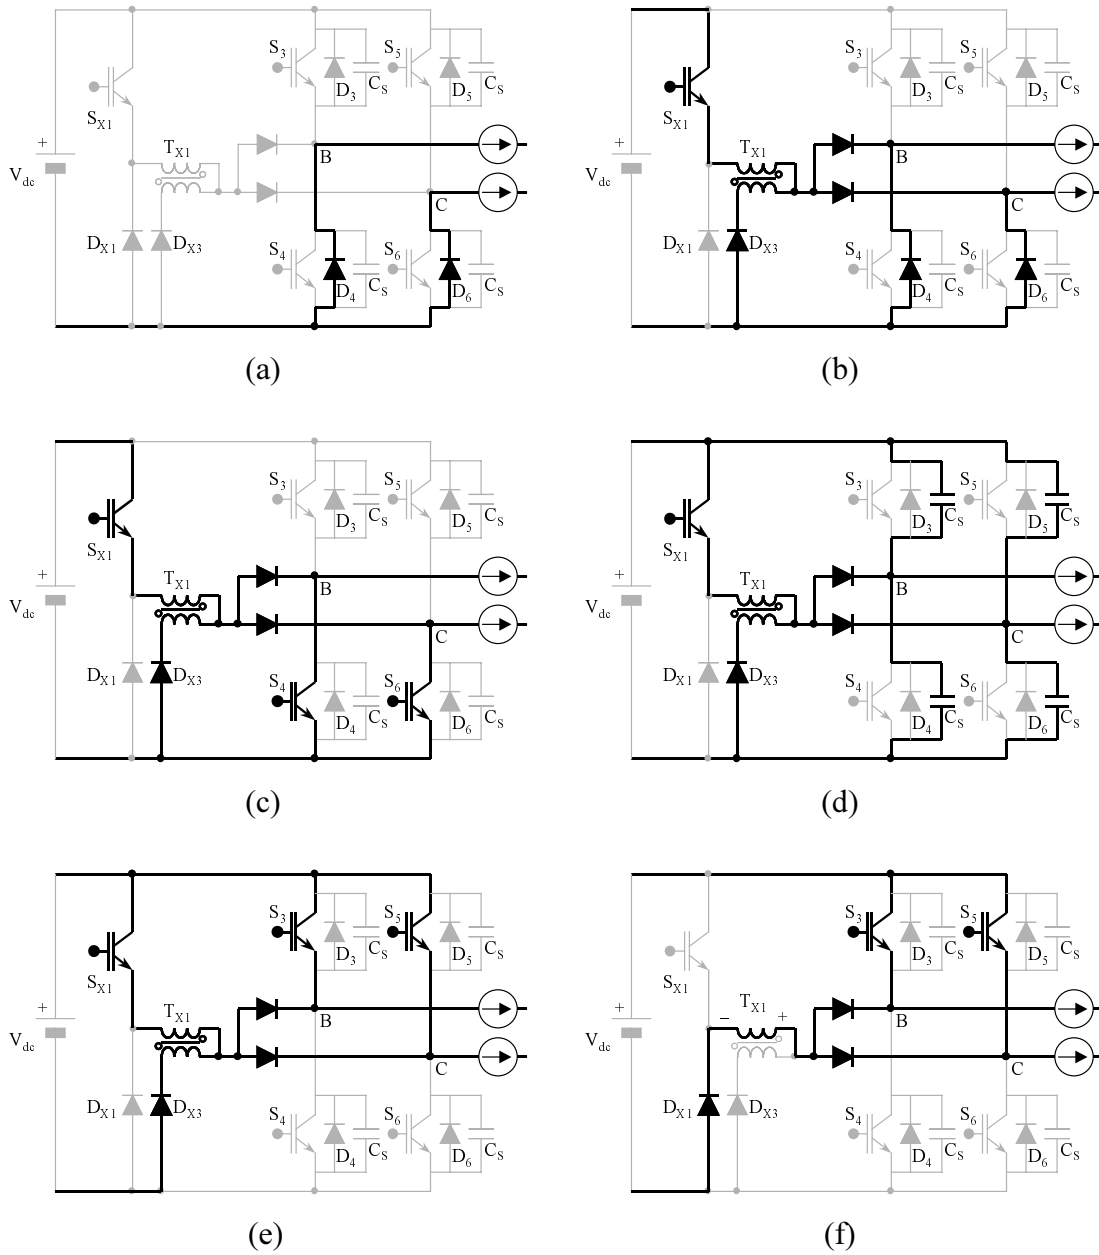 S3 S5
D3 CS D5 CS
SX1
+ TX1
B
Vdc
C
DX1 DX3 S4 S6
D4 CS D6 CS
(a)
S3 S5
D3 CS D5 CS
SX1
+ TX1
B
Vdc
C
DX1 DX3 S4 S6
D4 CS D6 CS
(b)
S3 S5
D3 CS D5 CS
SX1
+ TX1
B
Vdc
C
DX1 DX3 S4 S6
D4 CS D6 CS
(c)
S3 S5
D3 CS D5 CS
SX1
+ TX1
B
Vdc
C
DX1 DX3 S4 S6
D4 CS D6 CS
(d)
S3 S5
D3 CS D5 CS
SX1
+ TX1
B
Vdc
C
DX1 DX3 S4 S6
D4 CS D6 CS
(e)
S3 S5
D3 CS D5 CS
SX1
+ − TX1 +
B
Vdc
C
DX1 DX3 S4 S6
D4 CS D6 CS
(f)